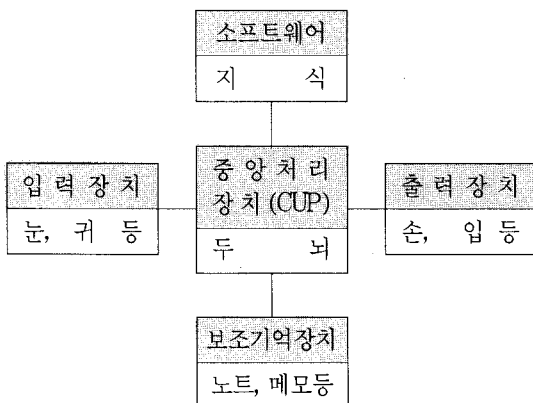 소프트웨어
지 식
중 앙 처 리
장 치 (CUP)
두 뇌
입 력 장 치
눈, 귀 등
출 력 장 치
손, 입 등
보조기억장치
노트, 메모등